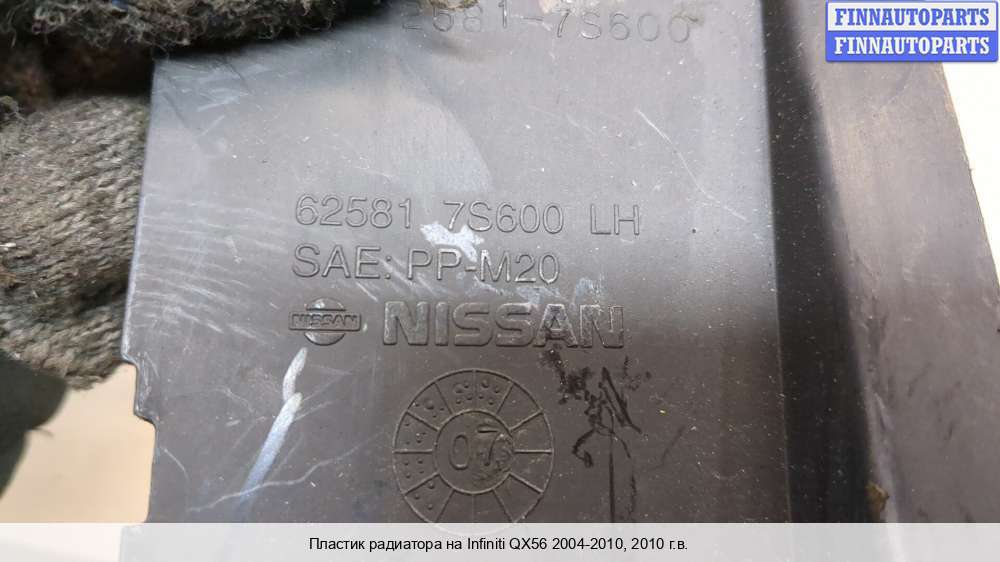 2581-7S600
FINNAUTOPARTS
FINNAUTOPARTS
62581 7S600 LH
SAE: PP-M20
NISSAN NISSAN
07
Пластик радиатора на Infiniti QX56 2004-2010, 2010 г.в.